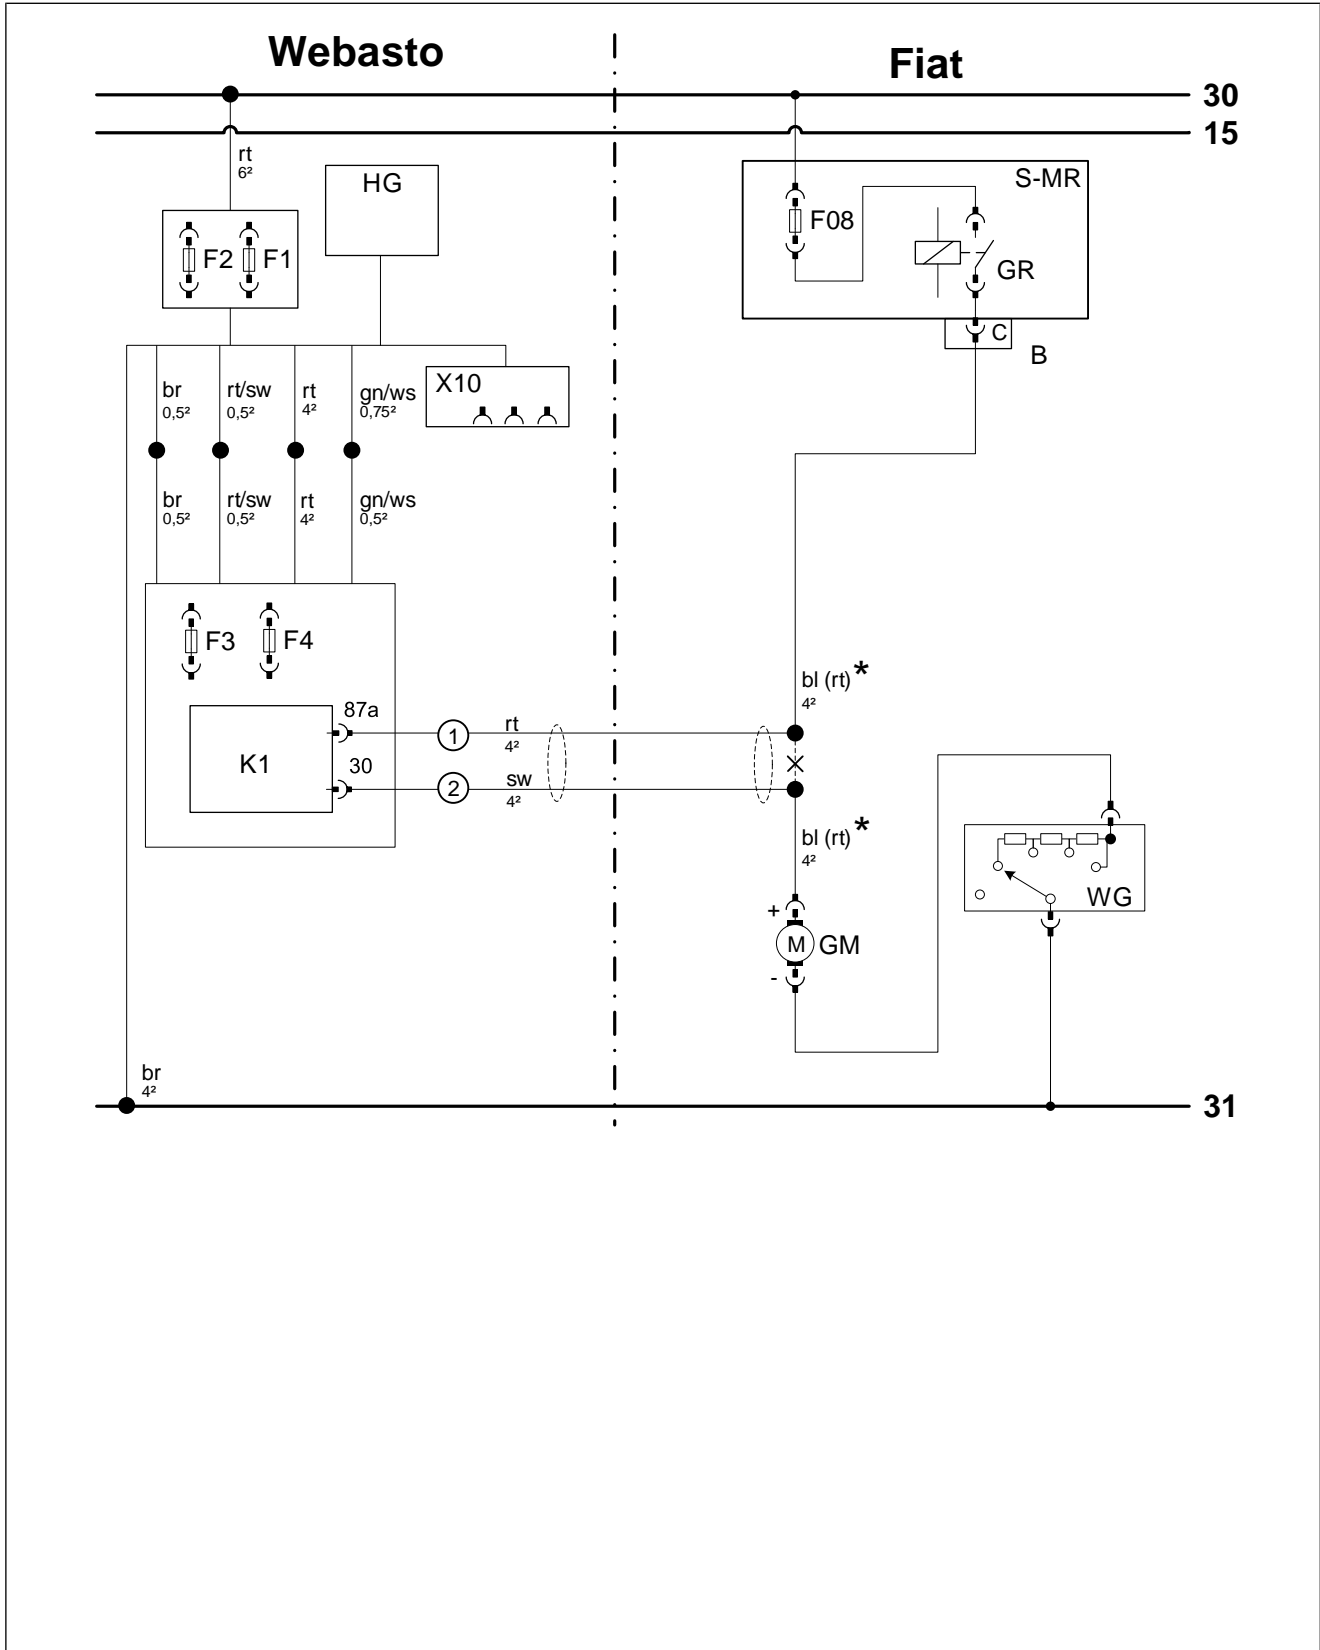 Webasto
Fiat
30
15
rt
6²
HG
S-MR
F2
F1
F08
GR
C
B
X10
br
0,5²
rt/sw
0,5²
rt
4²
gn/ws
0,75²
br
0,5²
rt/sw
0,5²
rt
4²
gn/ws
0,5²
F3
F4
bl (rt)*
4²
87a
1
rt
4²
K1
30
2
sw
4²
bl (rt)*
4²
WG
+
M
GM
-
br
4²
31